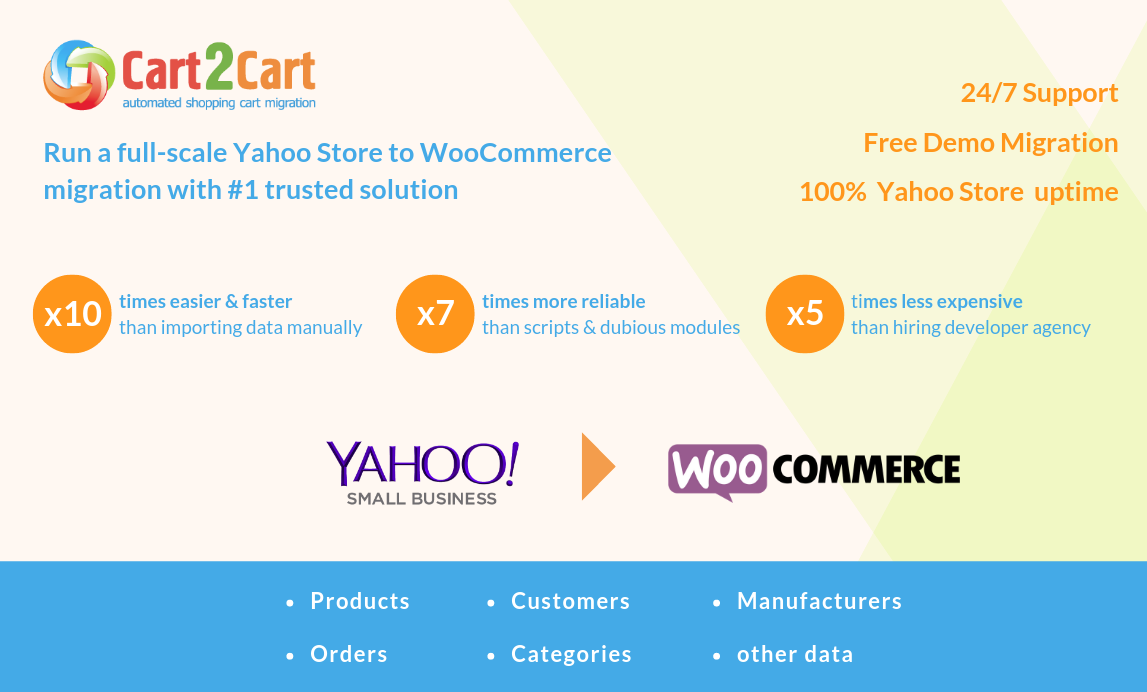 Cart2Cart
automated shopping cart migration
Run a full-scale Yahoo Store to WooCommerce
migration with #1 trusted solution
24/7 Support
Free Demo Migration
100% Yahoo Store uptime
x10
times easier & faster
than importing data manually
x7
times more reliable
than scripts & dubious modules
x5
times less expensive
than hiring developer agency
YAHOO!
SMALL BUSINESS
WOO COMMERCE
• Products
• Customers
• Manufacturers
• Orders
• Categories
• other data